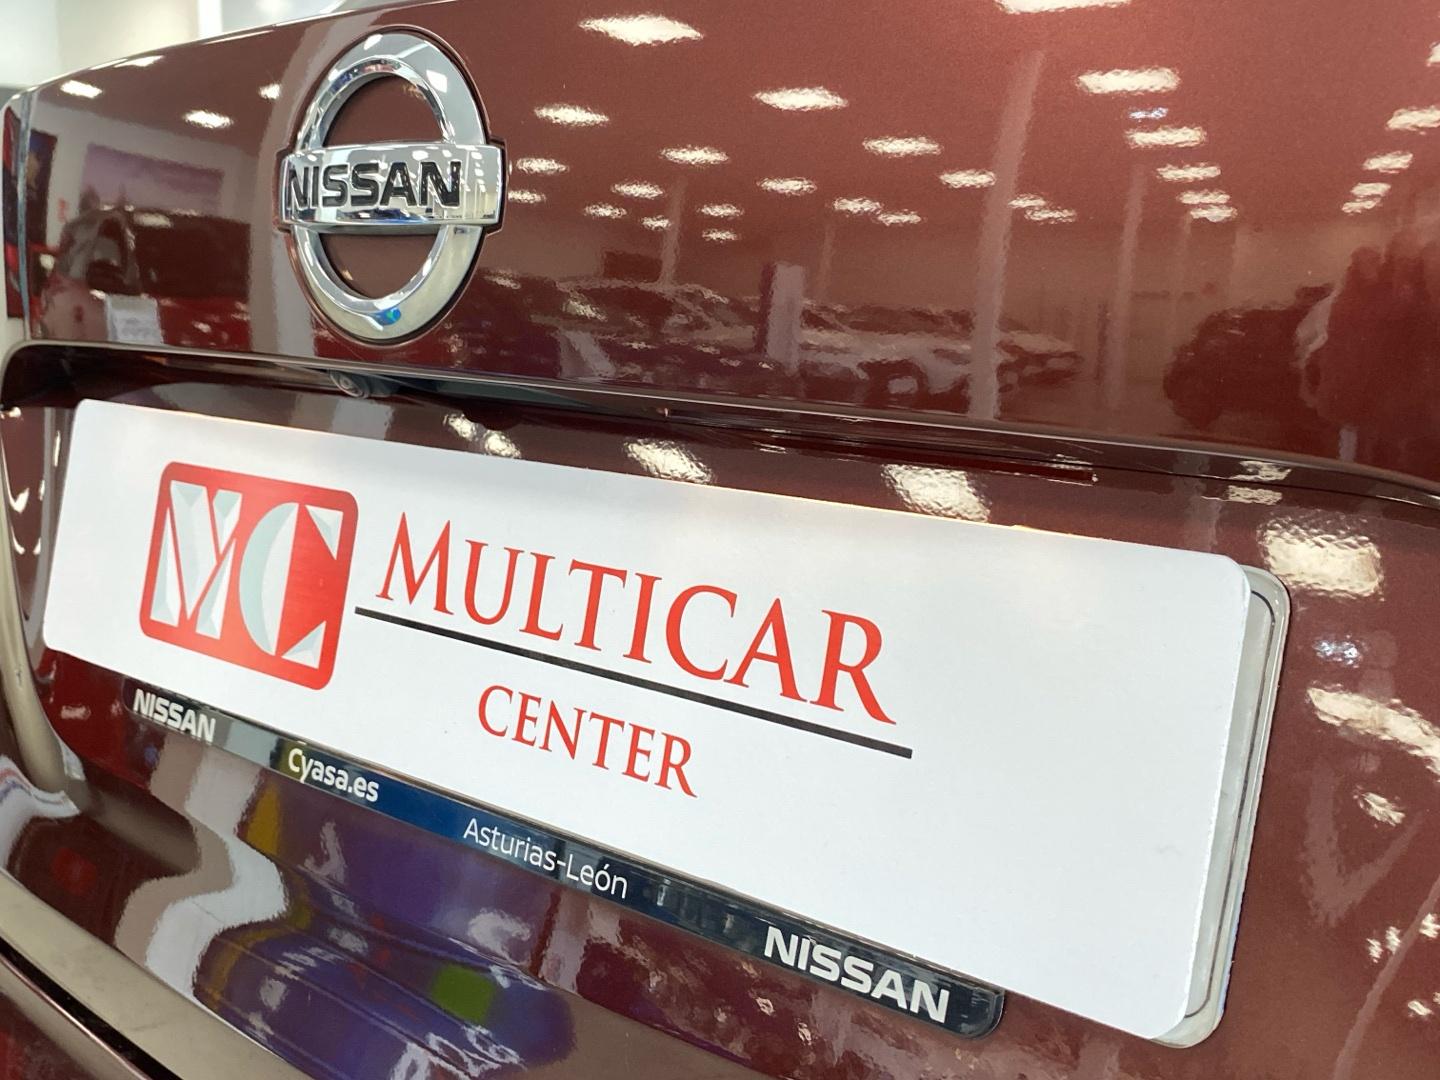 NISSAN
MC
MULTICAR
CENTER
NISSAN
Cyasa.es
Asturias-León
NISSAN